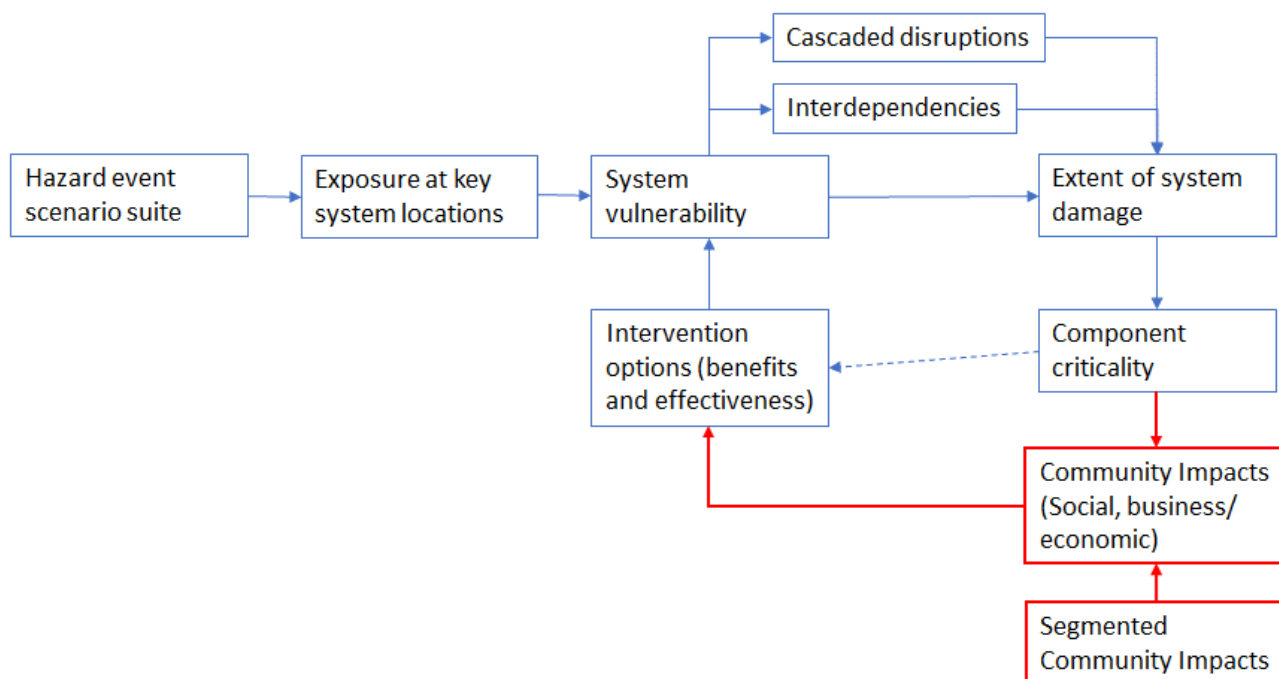 Cascaded disruptions
Interdependencies
Hazard event
scenario suite
Exposure at key
system locations
System
vulnerability
Extent of system
damage
Intervention
options (benefits
and effectiveness)
Component
criticality
Community Impacts
(Social, business/
economic)
Segmented
Community Impacts